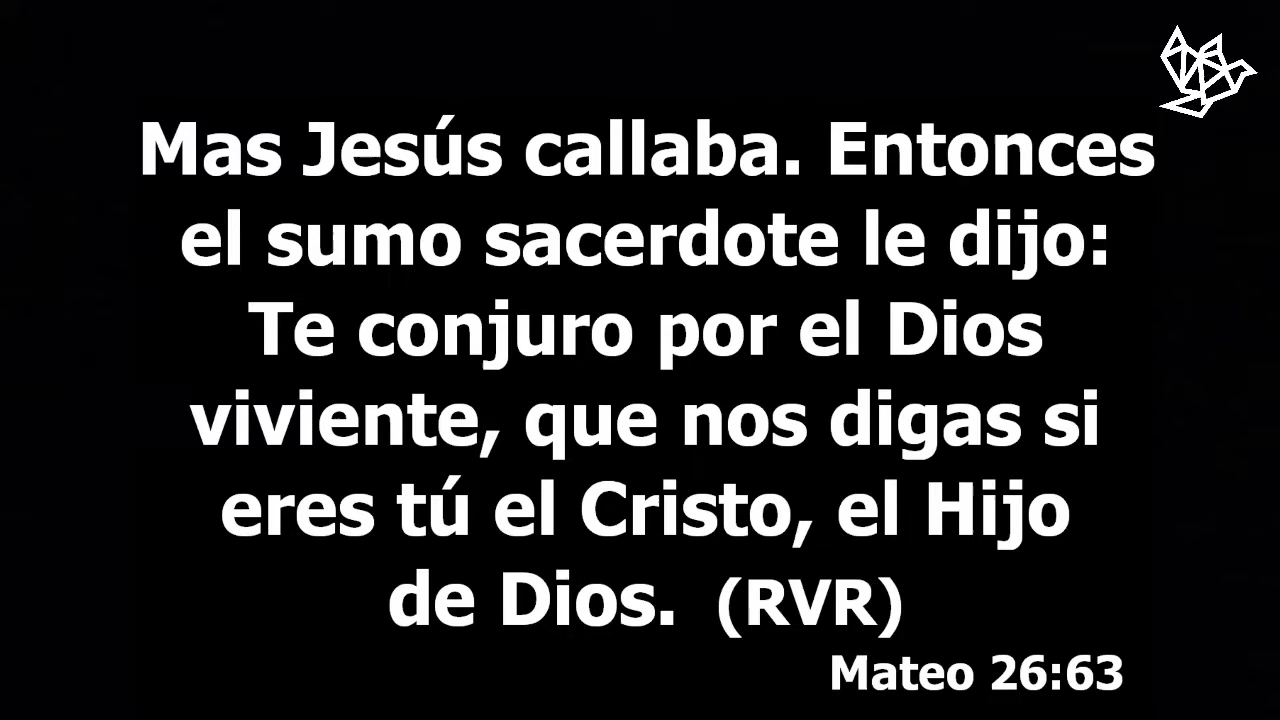 Mas Jesús callaba. Entonces
el sumo sacerdote le dijo:
Te conjuro por el Dios
viviente, que nos digas si
eres tú el Cristo, el Hijo
de Dios. (RVR)
Mateo 26:63